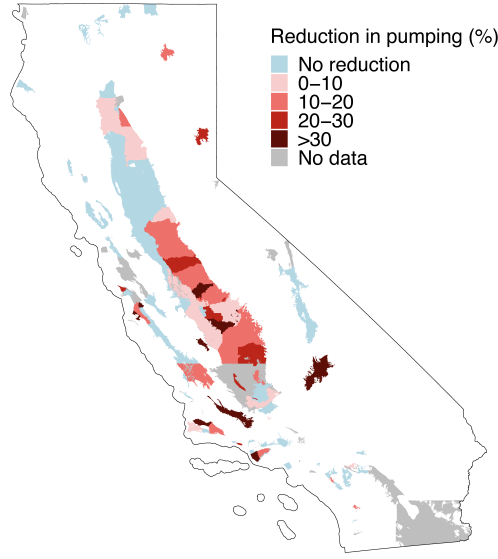 Reduction in pumping (%)
No reduction
0−10
10−20
20−30
>30
No data